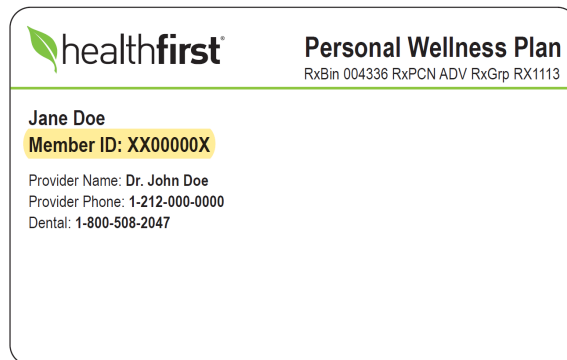 healthfirst®
Personal Wellness Plan
RxBin 004336 RxPCN ADV RxGrp RX1113
Jane Doe
Member ID: XX00000X
Provider Name: Dr. John Doe
Provider Phone: 1-212-000-0000
Dental: 1-800-508-2047